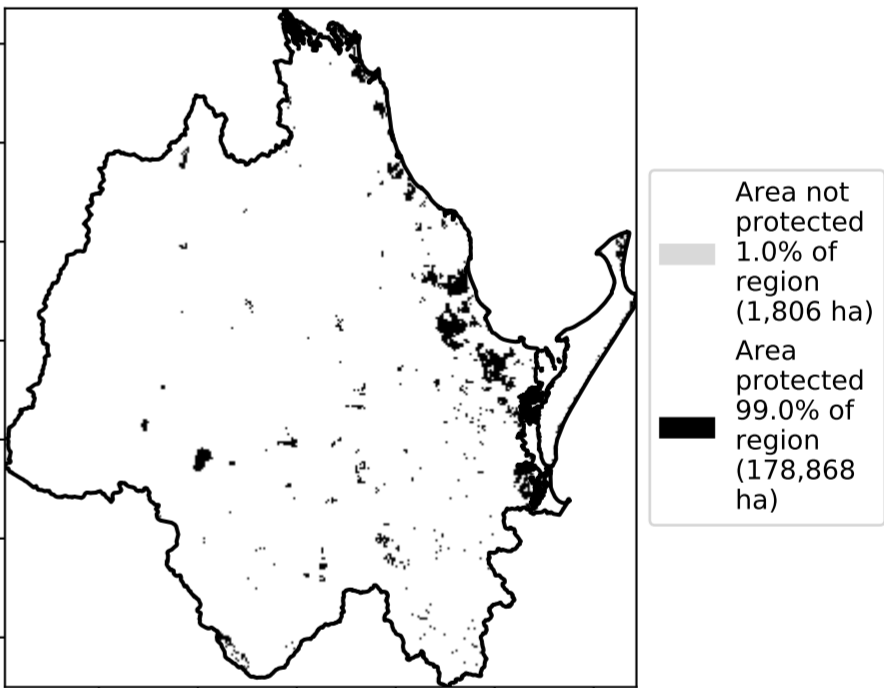 Area not
protected
1.0% of
region
(1,806 ha)
Area
protected
99.0% of
region
(178,868
ha)